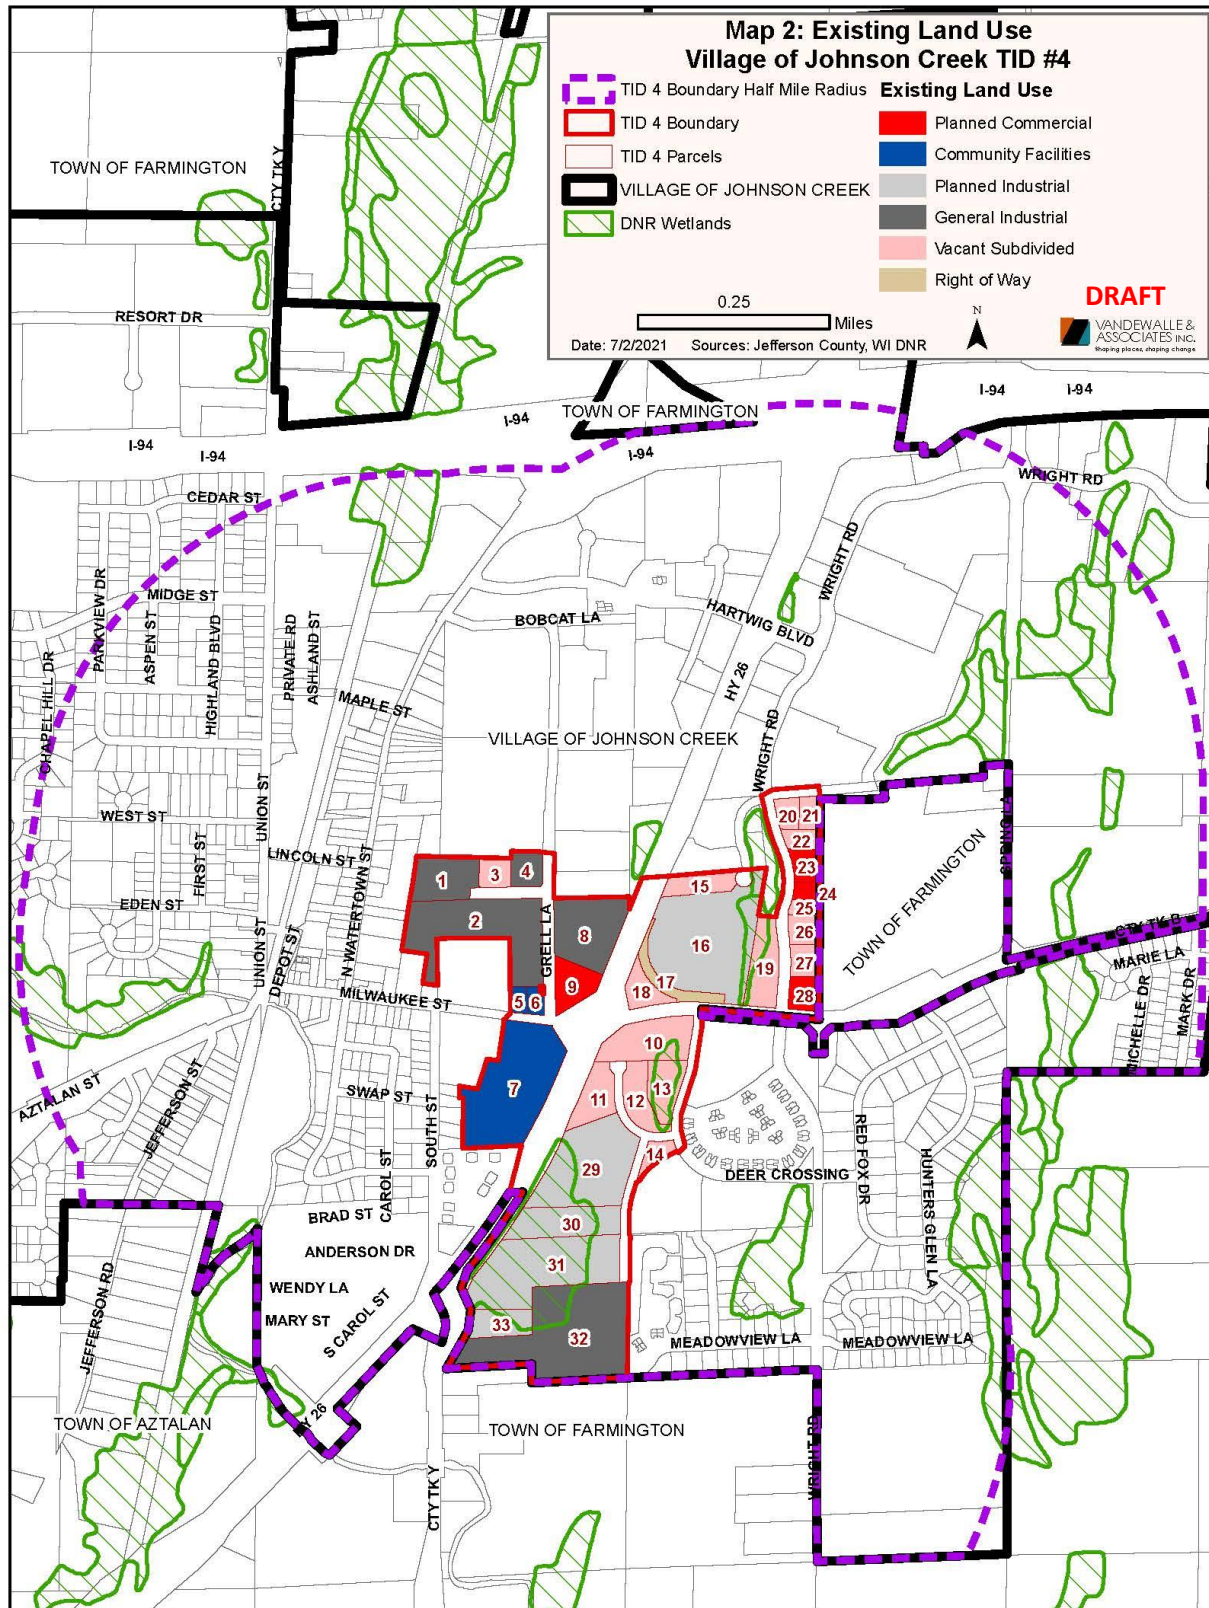 Map 2: Existing Land Use
Village of Johnson Creek TID #4
TID 4 Boundary Half Mile Radius
TID 4 Boundary
TID 4 Parcels
VILLAGE OF JOHNSON CREEK
DNR Wetlands
Existing Land Use
Planned Commercial
Community Facilities
Planned Industrial
General Industrial
Vacant Subdivided
Right of Way
0.25
Miles
Date: 7/2/2021 Sources: Jefferson County, WI DNR
N
DRAFT
VANDEWALLE &
ASSOCIATES INC.
Shaping places, shaping change
TOWN OF FARMINGTON
CTY TK Y
RESORT DR
I-94
I-94
I-94
TOWN OF FARMINGTON
I-94
I-94
I-94
WRIGHT RD
CEDAR ST
MIDGE ST
PARKVIEW DR
ASPEN ST
HIGHLAND BLVD
PRIVATE RD
ASHLAND ST
CHAPEL HILL DR
MAPLE ST
BOBCAT LA
HARTWIG BLVD
WRIGHT RD
HY 26
WRIGHT RD
VILLAGE OF JOHNSON CREEK
WEST ST
UNION ST
FIRST ST
LINCOLN ST
N WATERTOWN ST
EDEN ST
UNION ST
DEPOT ST
MILWAUKEE ST
GRELL LA
TOWN OF FARMINGTON
CTY TK B
MARIE LA
MICHELLE DR
MARK DR
1
2
3
4
5
6
7
8
9
10
11
12
13
14
15
16
17
18
19
20
21
22
23
24
25
26
27
28
29
30
31
32
33
AZTALAN ST
JEFFERSON ST
SWAP ST
SOUTH ST
CAROL ST
BRAD ST
ANDERSON DR
WENDY LA
MARY ST
S CAROL ST
JEFFERSON RD
DEER CROSSING
RED FOX DR
HUNTERS GLEN LA
MEADOWVIEW LA
MEADOWVIEW LA
TOWN OF AZTALAN
HY 26
TOWN OF FARMINGTON
CTY TK Y
WRIGHT RD